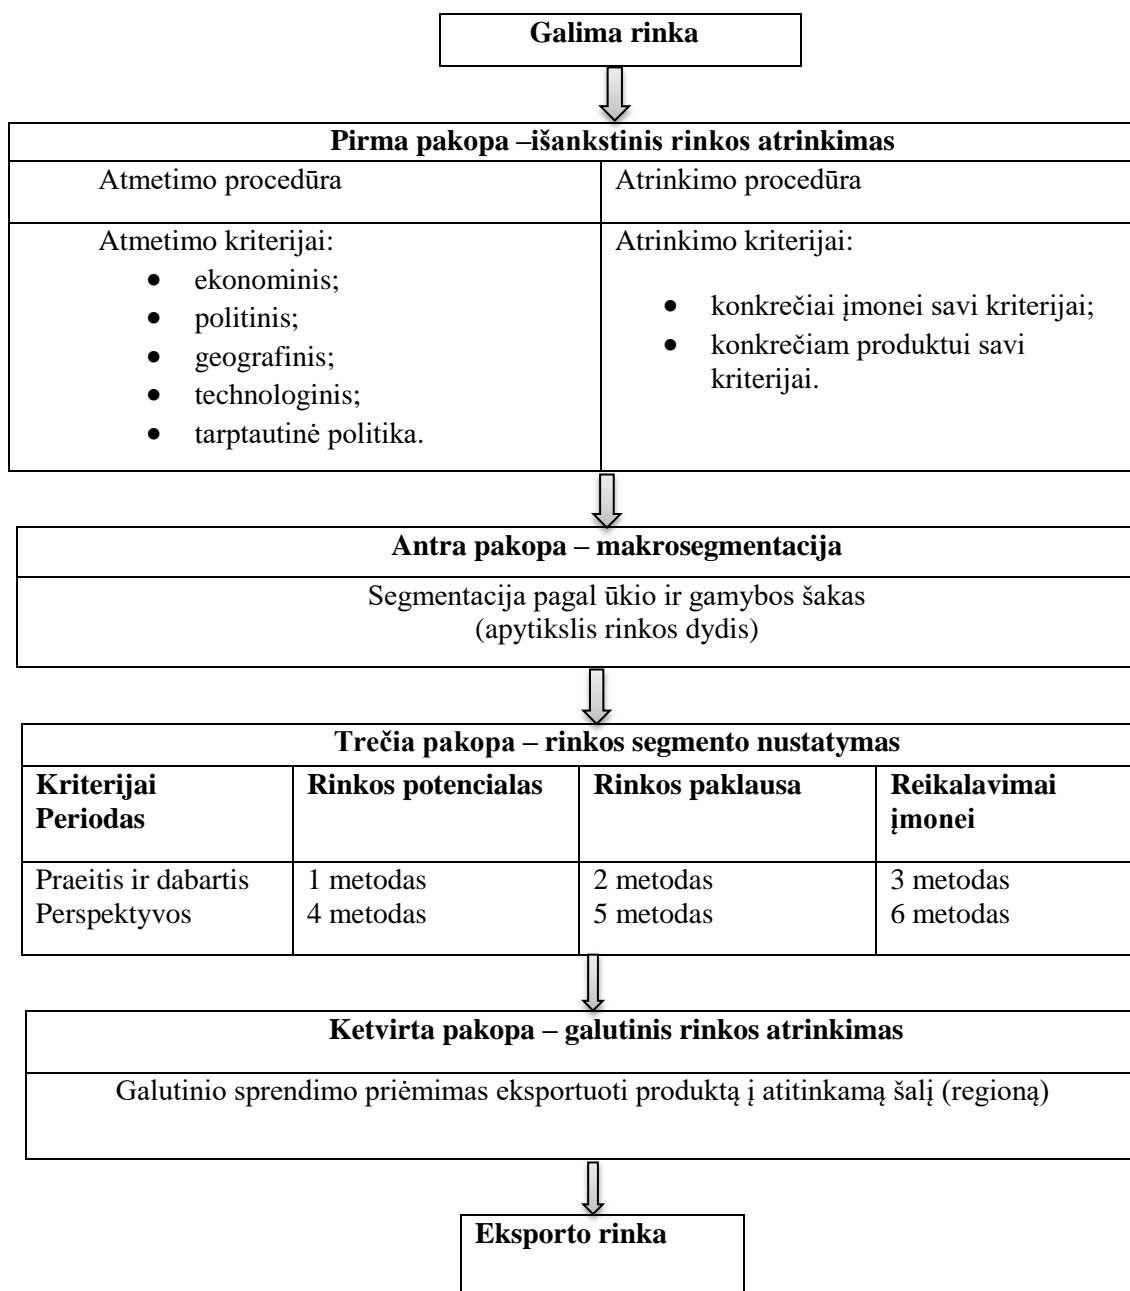 Galima rinka
Pirma pakopa –išankstinis rinkos atrinkimas
Atmetimo procedūra
Atrinkimo procedūra
Atmetimo kriterijai:
• ekonominis;
• politinis;
• geografinis;
• technologinis;
• tarptautinė politika.
Atrinkimo kriterijai:
• konkrečiai įmonei savi kriterijai;
• konkrečiam produktui savi
kriterijai.
Antra pakopa – makrosegmentacija
Segmentacija pagal ūkio ir gamybos šakas
(apytikslis rinkos dydis)
Trečia pakopa – rinkos segmento nustatymas
Kriterijai
Periodas
Rinkos potencialas
Rinkos paklausa
Reikalavimai
įmonei
Praeitis ir dabartis
Perspektyvos
1 metodas
4 metodas
2 metodas
5 metodas
3 metodas
6 metodas
Ketvirta pakopa – galutinis rinkos atrinkimas
Galutinio sprendimo priėmimas eksportuoti produktą į atitinkamą šalį (regioną)
Eksporto rinka